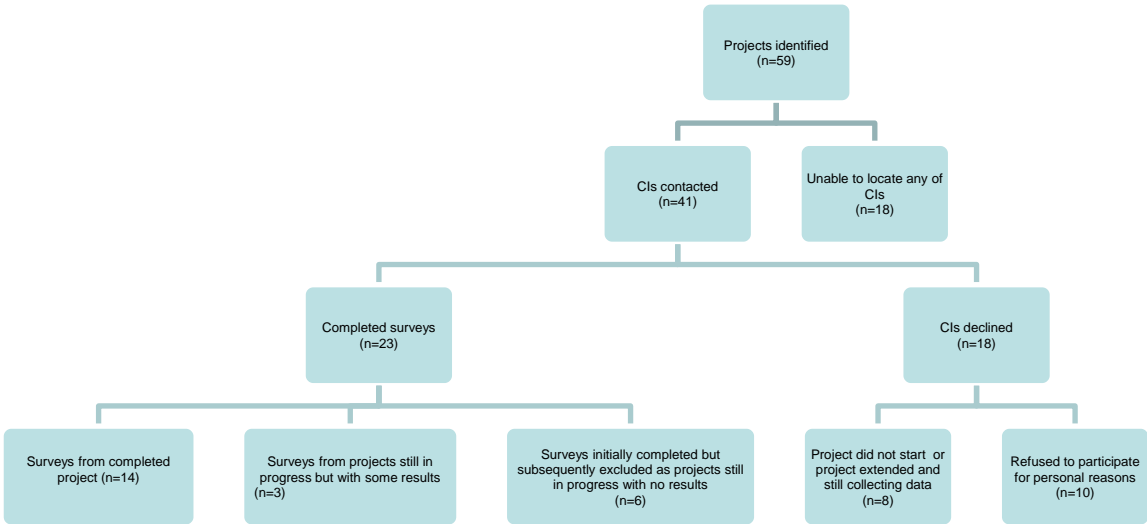 Projects identified
(n=59)
CIs contacted
(n=41)
Unable to locate any of
CIs
(n=18)
Completed surveys
(n=23)
CIs declined
(n=18)
Surveys from completed
project (n=14)
Surveys from projects still in
progress but with some results
(n=3)
Surveys initially completed but
subsequently excluded as projects still
in progress with no results
(n=6)
Project did not start or
project extended and
still collecting data
(n=8)
Refused to participate
for personal reasons
(n=10)